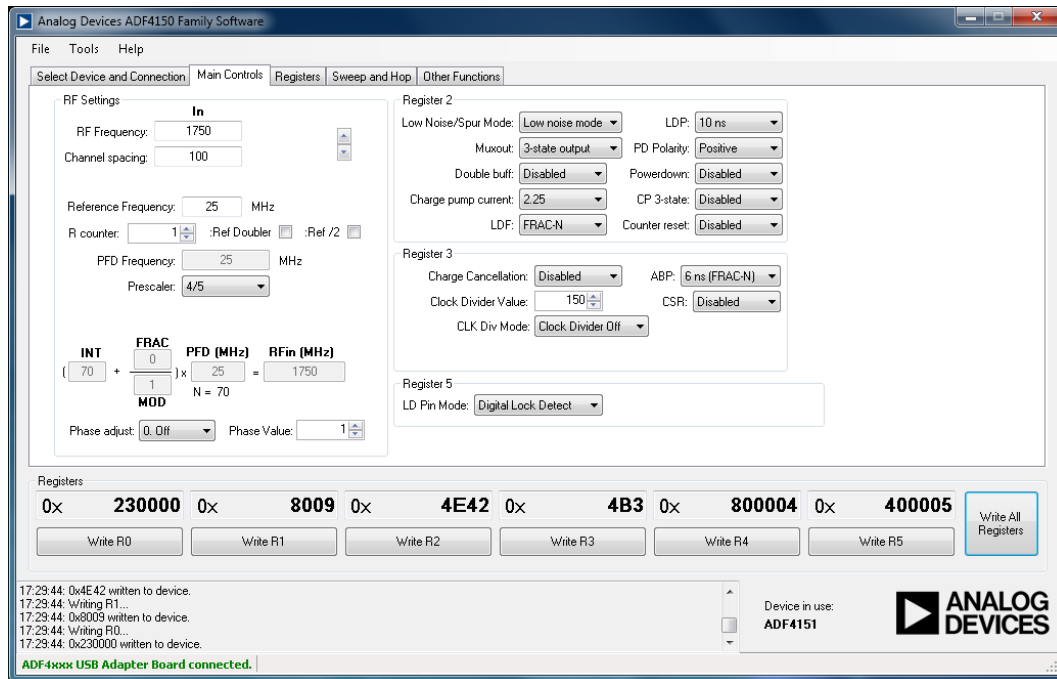 Analog Devices ADF4150 Family Software
File Tools Help
Select Device and Connection Main Controls Registers Sweep and Hop Other Functions
RF Settings
In
RF Frequency: 1750
Channel spacing: 100
Reference Frequency: 25 MHz
R counter: 1 :Ref Doubler :Ref /2
PFD Frequency: 25 MHz
Prescaler: 4/5
INT FRAC PFD (MHz) RFin (MHz)
( 70 + 0 / 1 ) x 25 = 1750
MOD N = 70
Phase adjust: 0. Off Phase Value: 1
Register 2
Low Noise/Spur Mode: Low noise mode LDP: 10 ns
Muxout: 3-state output PD Polarity: Positive
Double buff: Disabled Powerdown: Disabled
Charge pump current: 2.25 CP 3-state: Disabled
LDF: FRAC-N Counter reset: Disabled
Register 3
Charge Cancellation: Disabled ABP: 6 ns (FRAC-N)
Clock Divider Value: 150 CSR: Disabled
CLK Div Mode: Clock Divider Off
Register 5
LD Pin Mode: Digital Lock Detect
Registers
0x 230000 0x 8009 0x 4E42 0x 4B3 0x 800004 0x 400005
Write R0 Write R1 Write R2 Write R3 Write R4 Write R5 Write All Registers
17:29:44: 0x4E42 written to device.
17:29:44: Writing R1...
17:29:44: 0x8009 written to device.
17:29:44: Writing R0...
17:29:44: 0x230000 written to device.
Device in use:
ADF4151
ANALOG
DEVICES
ADF4xxx USB Adapter Board connected.